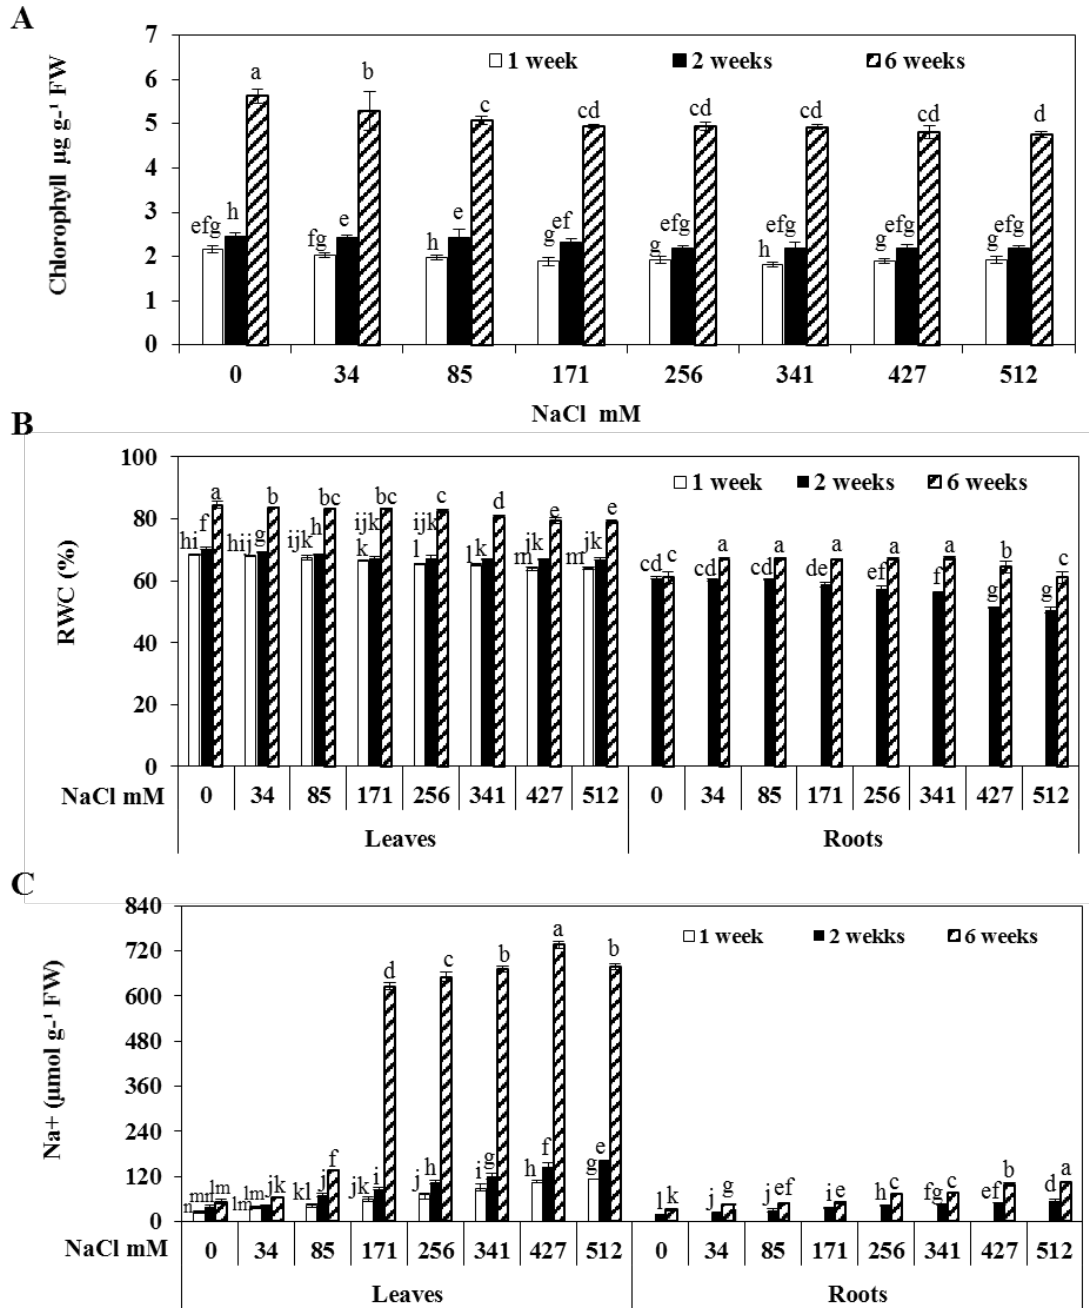 A
Chlorophyll µg g-¹ FW
7
6
5
4
3
2
1
0
1 week 2 weeks 6 weeks
efg h a
fg e b
h e c
g ef cd
g efg cd
h efg cd
g efg cd
g efg d
0 34 85 171 256 341 427 512
NaCl mM
B
RWC (%)
100
80
60
40
20
0
1 week 2 weeks 6 weeks
hi f a
hij g b
ijk h bc
k ijk bc
l ijk c
l k d
m jk e
m jk e
cd c
cd a
cd a
de a
ef a
f a
g b
g c
NaCl mM 0 34 85 171 256 341 427 512 0 34 85 171 256 341 427 512
Leaves Roots
C
Na+ (µmol g-¹ FW)
840
720
600
480
360
240
120
0
1 week 2 wekks 6 weeks
n mn lm
lm lm jk
kl j f
jk i d
j h c
i g b
h f a
g e b
l k
j g
j ef
i e
h c
fg c
ef b
d a
NaCl mM 0 34 85 171 256 341 427 512 0 34 85 171 256 341 427 512
Leaves Roots